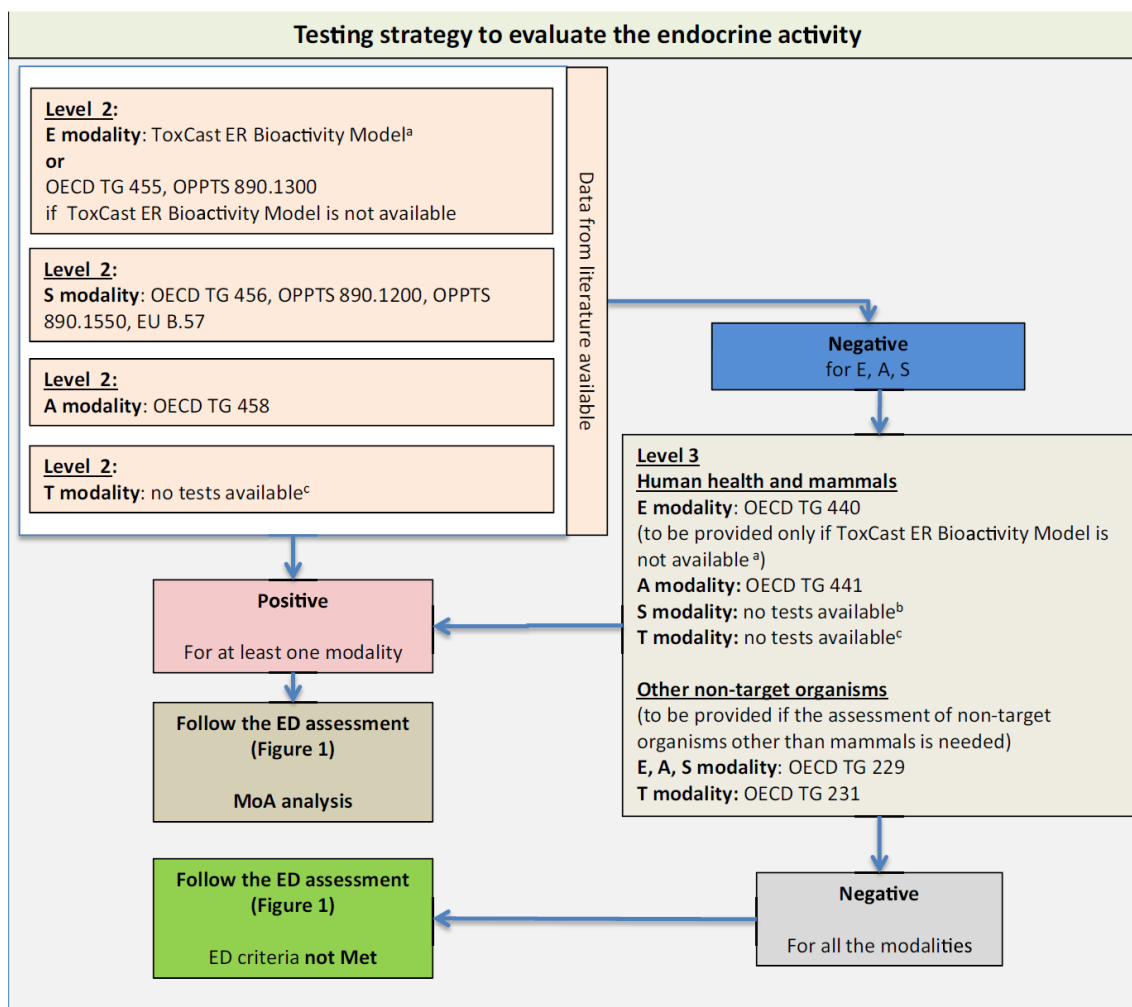 Testing strategy to evaluate the endocrine activity
Level 2:
E modality: ToxCast ER Bioactivity Modelᵃ
or
OECD TG 455, OPPTS 890.1300
if ToxCast ER Bioactivity Model is not available
Level 2:
S modality: OECD TG 456, OPPTS 890.1200, OPPTS
890.1550, EU B.57
Level 2:
A modality: OECD TG 458
Level 2:
T modality: no tests availableᶜ
Data from literature available
Negative
for E, A, S
Level 3
Human health and mammals
E modality: OECD TG 440
(to be provided only if ToxCast ER Bioactivity Model is
not available ᵃ)
A modality: OECD TG 441
S modality: no tests availableᵇ
T modality: no tests availableᶜ
Other non-target organisms
(to be provided if the assessment of non-target
organisms other than mammals is needed)
E, A, S modality: OECD TG 229
T modality: OECD TG 231
Positive
For at least one modality
Follow the ED assessment
(Figure 1)
MoA analysis
Negative
For all the modalities
Follow the ED assessment
(Figure 1)
ED criteria not Met